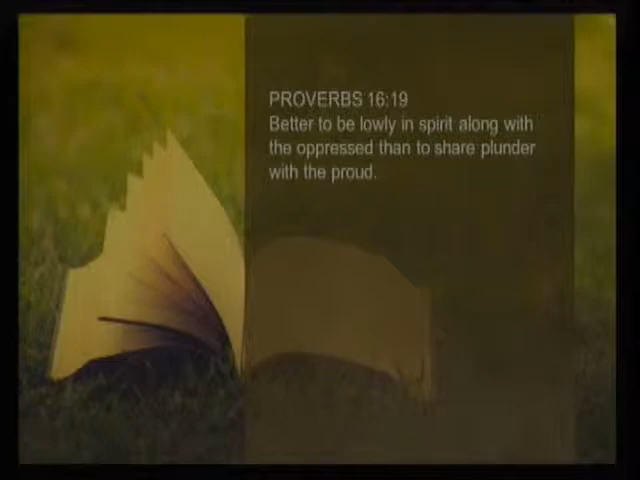 PROVERBS 16:19
Better to be lowly in spirit along with
the oppressed than to share plunder
with the proud.